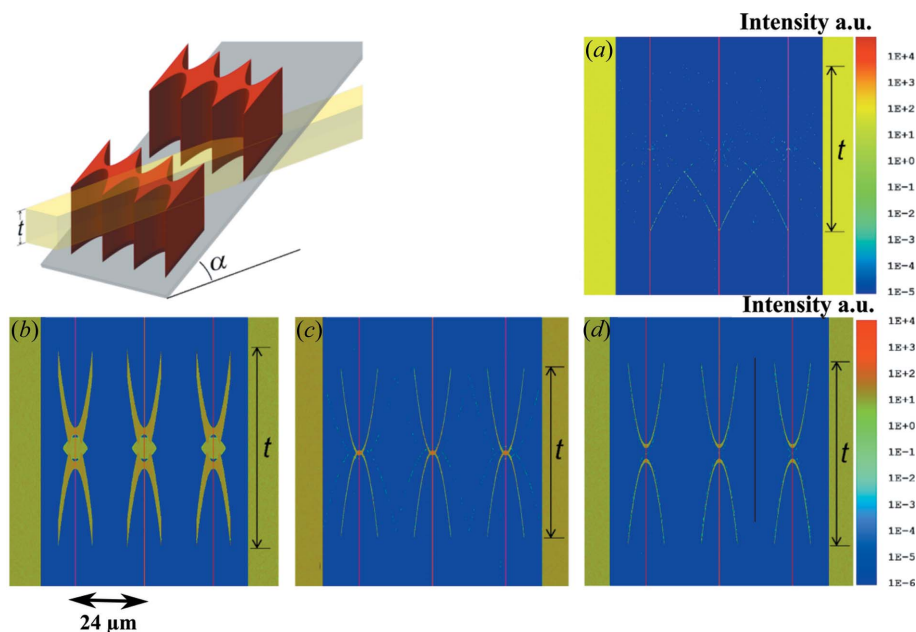 Intensity a.u.
(a)
1E+4
1E+3
1E+2
1E+1
1E+0
1E-1
1E-2
1E-3
1E-4
1E-5
t
t
α
Intensity a.u.
(b)
(c)
(d)
1E+4
1E+3
1E+2
1E+1
1E+0
1E-1
1E-2
1E-3
1E-4
1E-5
1E-6
t
t
t
24 µm